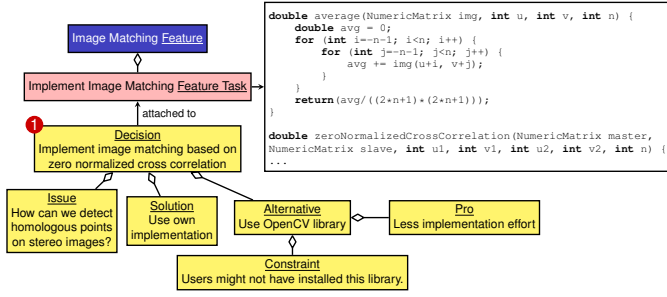 Image Matching Feature
Implement Image Matching Feature Task
attached to
1
Decision
Implement image matching based on
zero normalized cross correlation
Issue
How can we detect
homologous points
on stereo images?
Solution
Use own
implementation
Alternative
Use OpenCV library
Pro
Less implementation effort
Constraint
Users might not have installed this library.
double average(NumericMatrix img, int u, int v, int n) {
double avg = 0;
for (int i=-n-1; i<n; i++) {
for (int j=-n-1; j<n; j++) {
avg += img(u+i, v+j);
}
}
return(avg/((2*n+1)*(2*n+1)));
}
double zeroNormalizedCrossCorrelation(NumericMatrix master,
NumericMatrix slave, int u1, int v1, int u2, int v2, int n) {
...